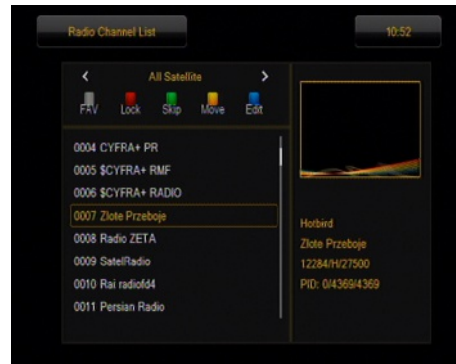 Radio Channel List
10:52
All Satellite
FAV Lock Skip Move Edit
0004 CYFRA+ PR
0005 $CYFRA+ RMF
0006 $CYFRA+ RADIO
0007 Zlote Przeboje
0008 Radio ZETA
0009 SatelRadio
0010 Rai radiofd4
0011 Persian Radio
Hotbird
Zlote Przeboje
12284/H/27500
PID: 0/4369/4369